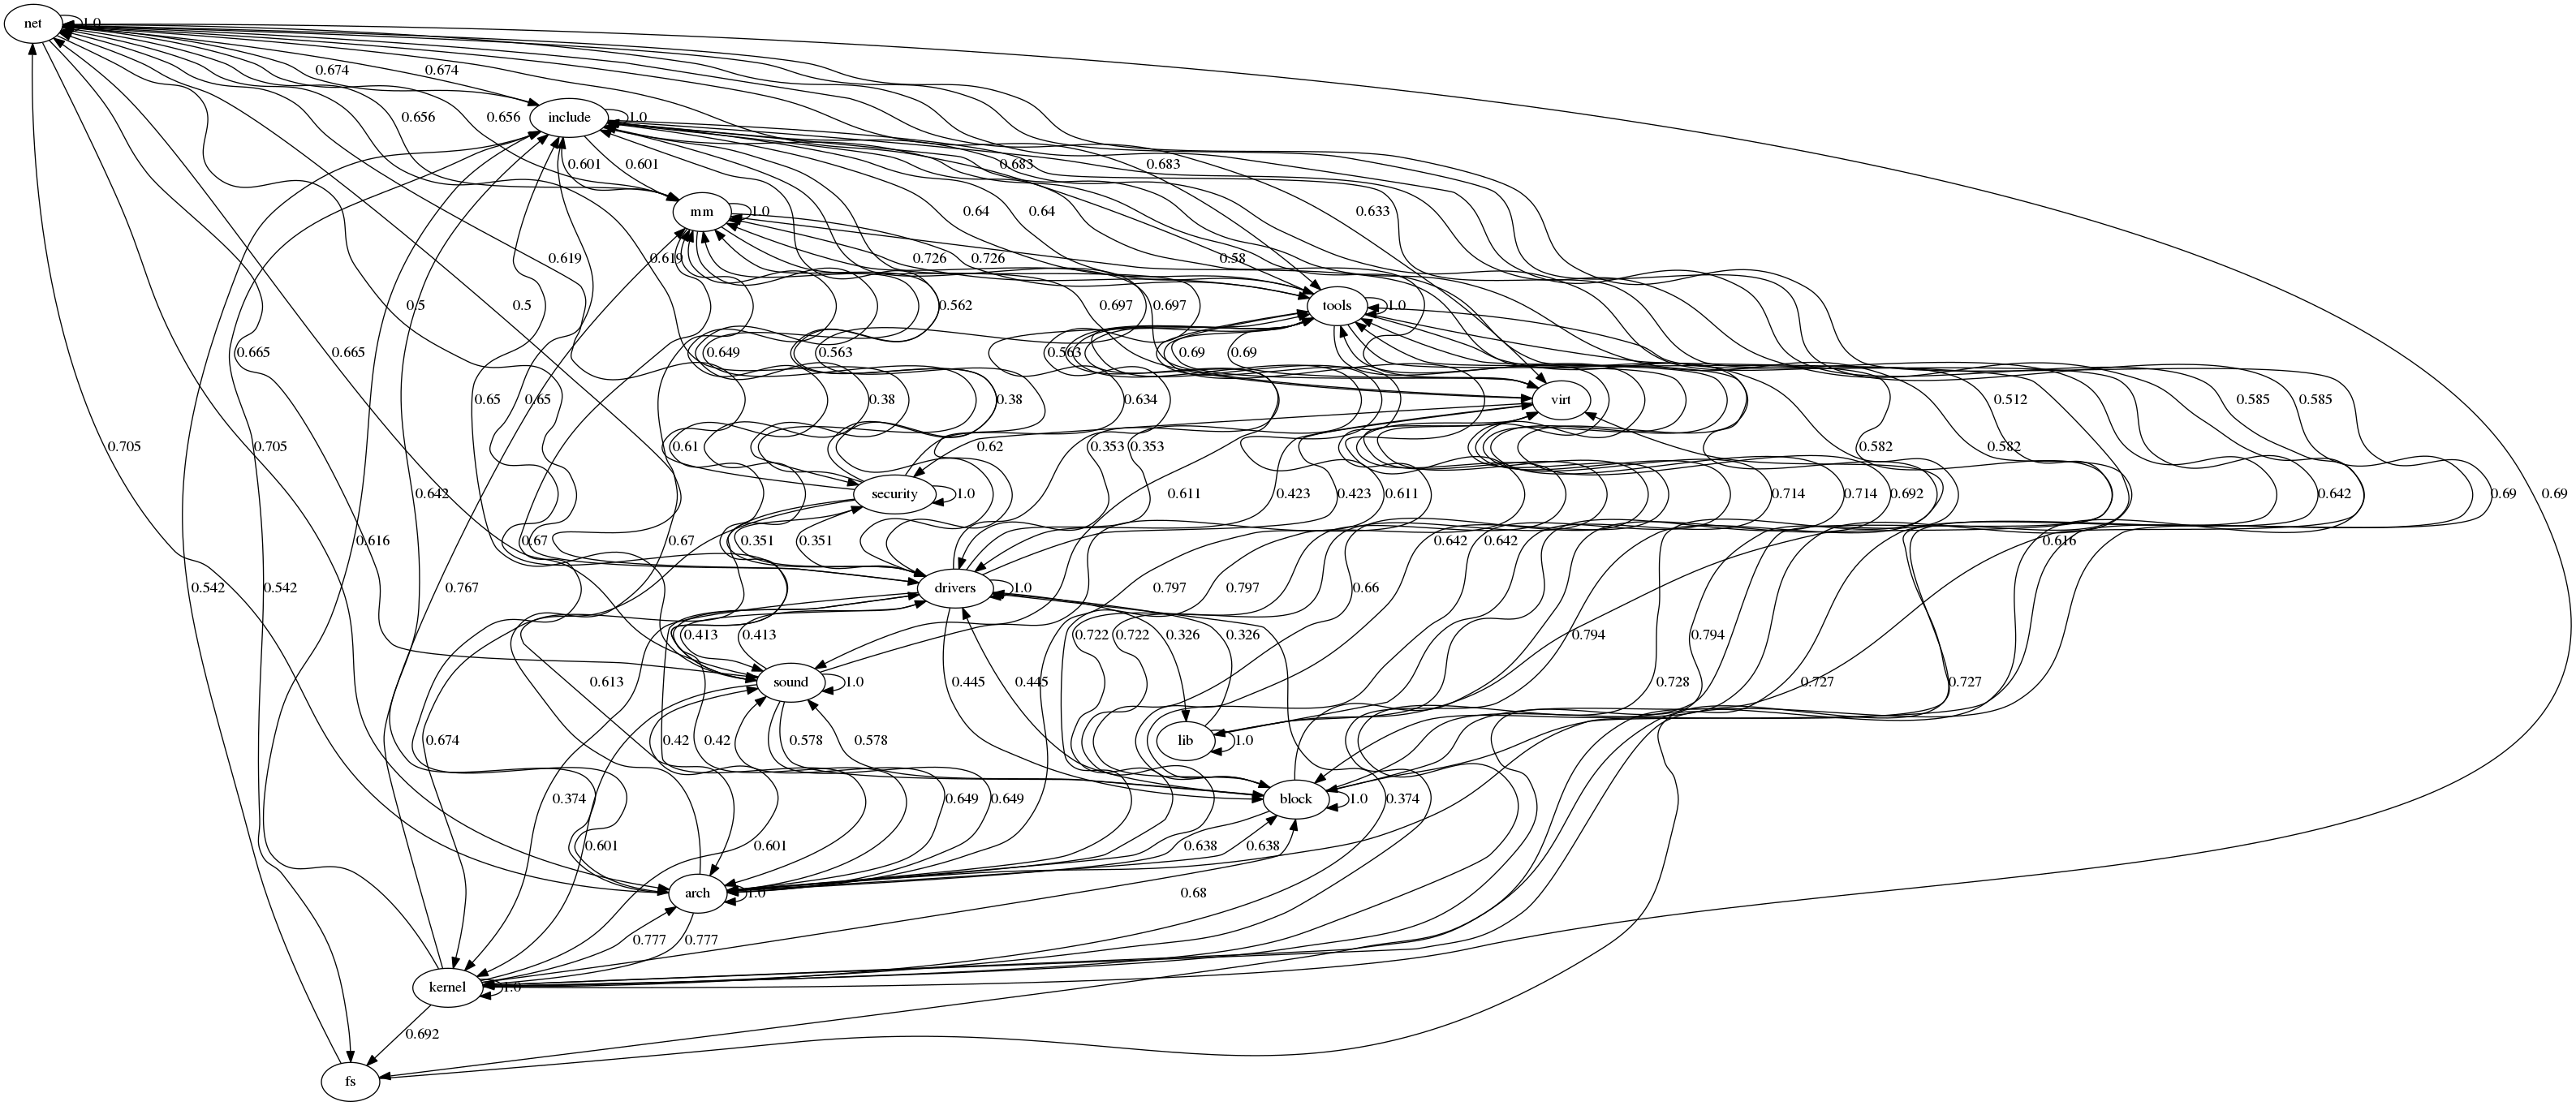 net 1.0
0.674 0.674
include 1.0
0.656 0.656
0.601 0.601 0.683 0.683
mm 1.0 0.64 0.64 0.633
0.619 0.619 0.726 0.726 0.58
0.5 0.5 0.562 0.697 0.697 tools 1.0
0.665 0.665 0.649 0.563 0.563 0.69 0.69
0.65 0.65 0.38 0.38 0.634 virt 0.512 0.585 0.585
0.705 0.705 0.61 0.62 0.353 0.353 0.582 0.582
0.642 security 1.0 0.611 0.423 0.423 0.611 0.714 0.714 0.692 0.642 0.69 0.69
0.616 0.67 0.67 0.351 0.351 0.642 0.642 0.616
0.542 0.542 0.767 drivers 1.0 0.797 0.797 0.66
0.413 0.413 0.326 0.326 0.722 0.722 0.794 0.794
0.613 sound 1.0 0.445 0.445 0.728 0.727 0.727
0.674 0.42 0.42 0.578 0.578 lib 1.0
0.374 0.649 0.649 block 1.0 0.374
0.601 0.601 0.638 0.638
arch 1.0 0.68
0.777 0.777
kernel 1.0
0.692
fs